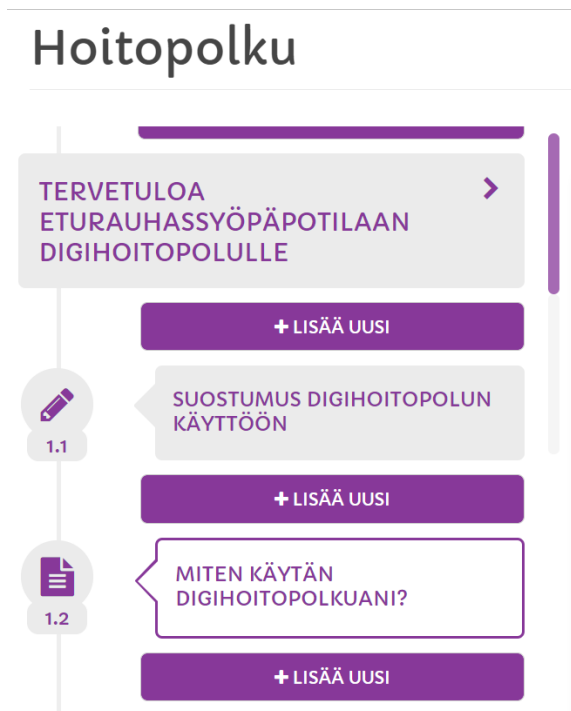 Hoitopolku
TERVETULOA
ETURAUHASSYÖPÄPOTILAAN
DIGIHOITOPOLULLE
LISÄÄ UUSI
SUOSTUMUS DIGIHOITOPOLUN
KÄYTTÖÖN
1.1
LISÄÄ UUSI
MITEN KÄYTÄN
DIGIHOITOPOLKUANI?
1.2
LISÄÄ UUSI